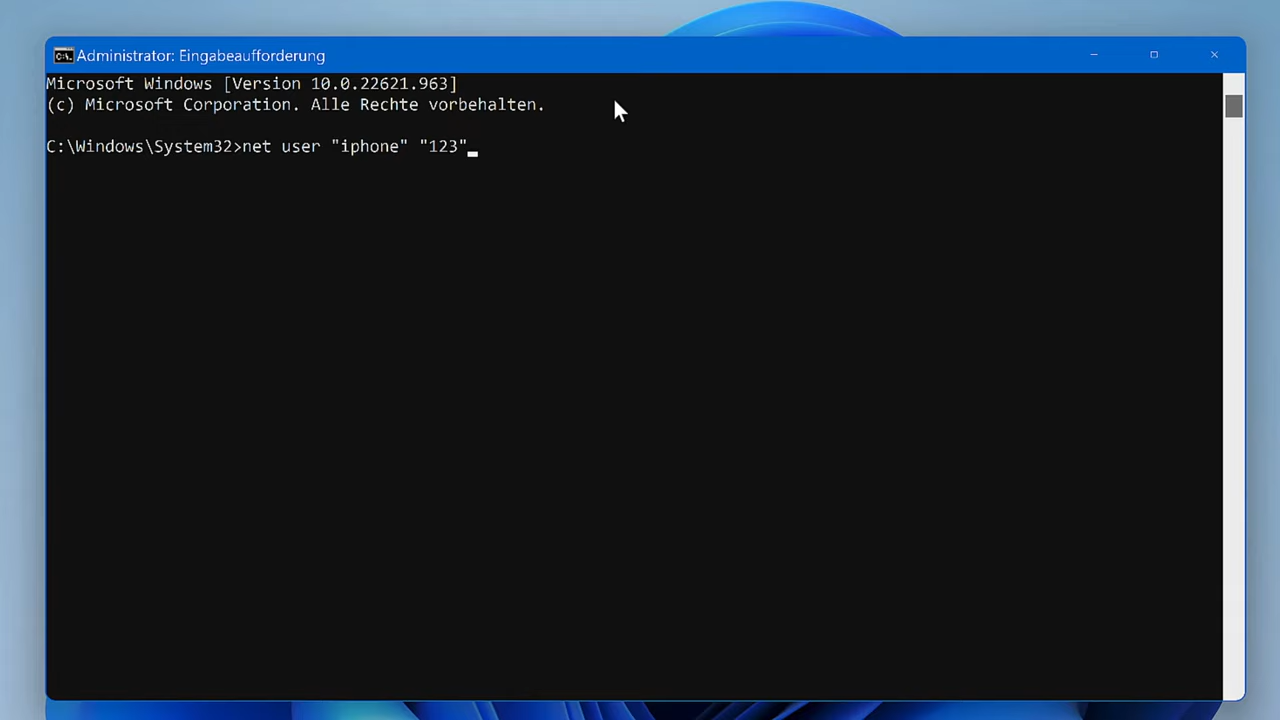 Administrator: Eingabeaufforderung
Microsoft Windows [Version 10.0.22621.963]
(c) Microsoft Corporation. Alle Rechte vorbehalten.
C:\Windows\System32>net user "iphone" "123"